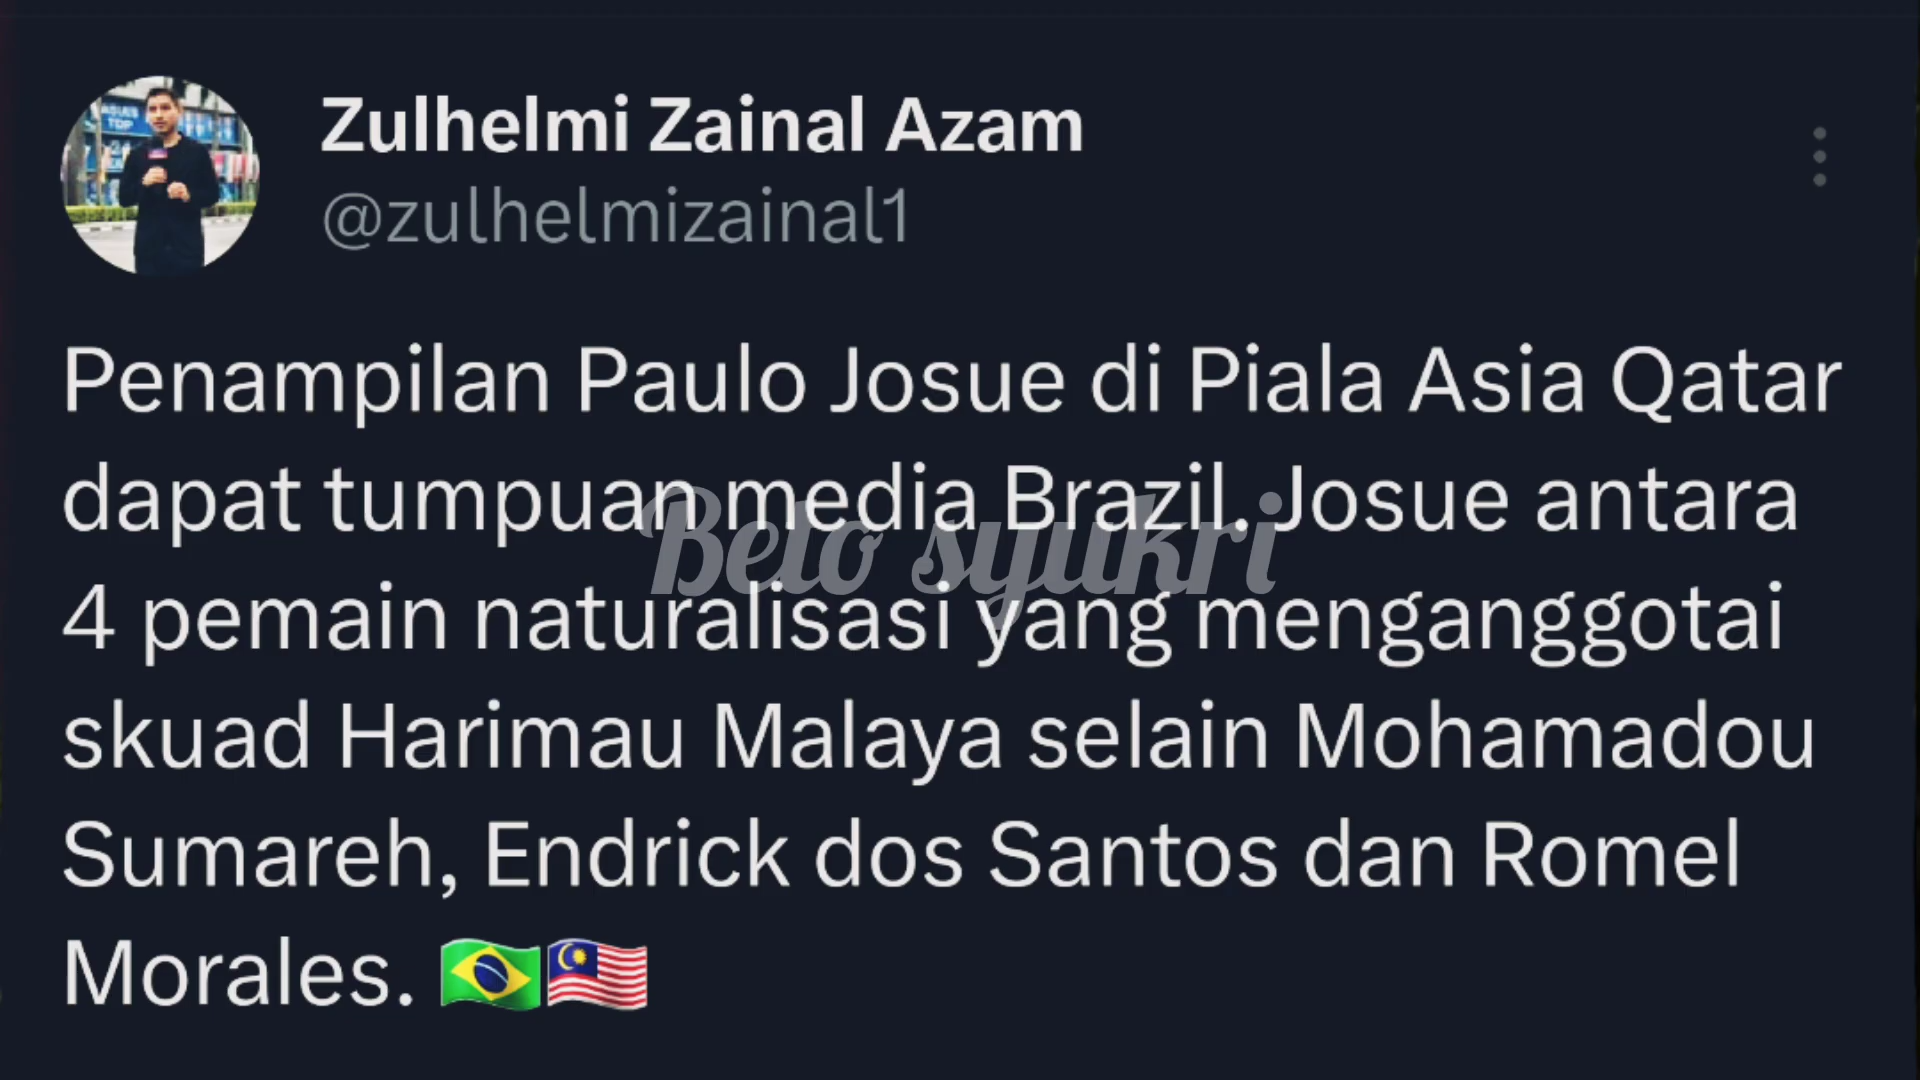 Zulhelmi Zainal Azam
@zulhelmizainal1
Penampilan Paulo Josue di Piala Asia Qatar
dapat tumpuan media Brazil. Josue antara
4 pemain naturalisasi yang menganggotai
skuad Harimau Malaya selain Mohamadou
Sumareh, Endrick dos Santos dan Romel
Morales. 🇧🇷🇲🇾
Belo syukri